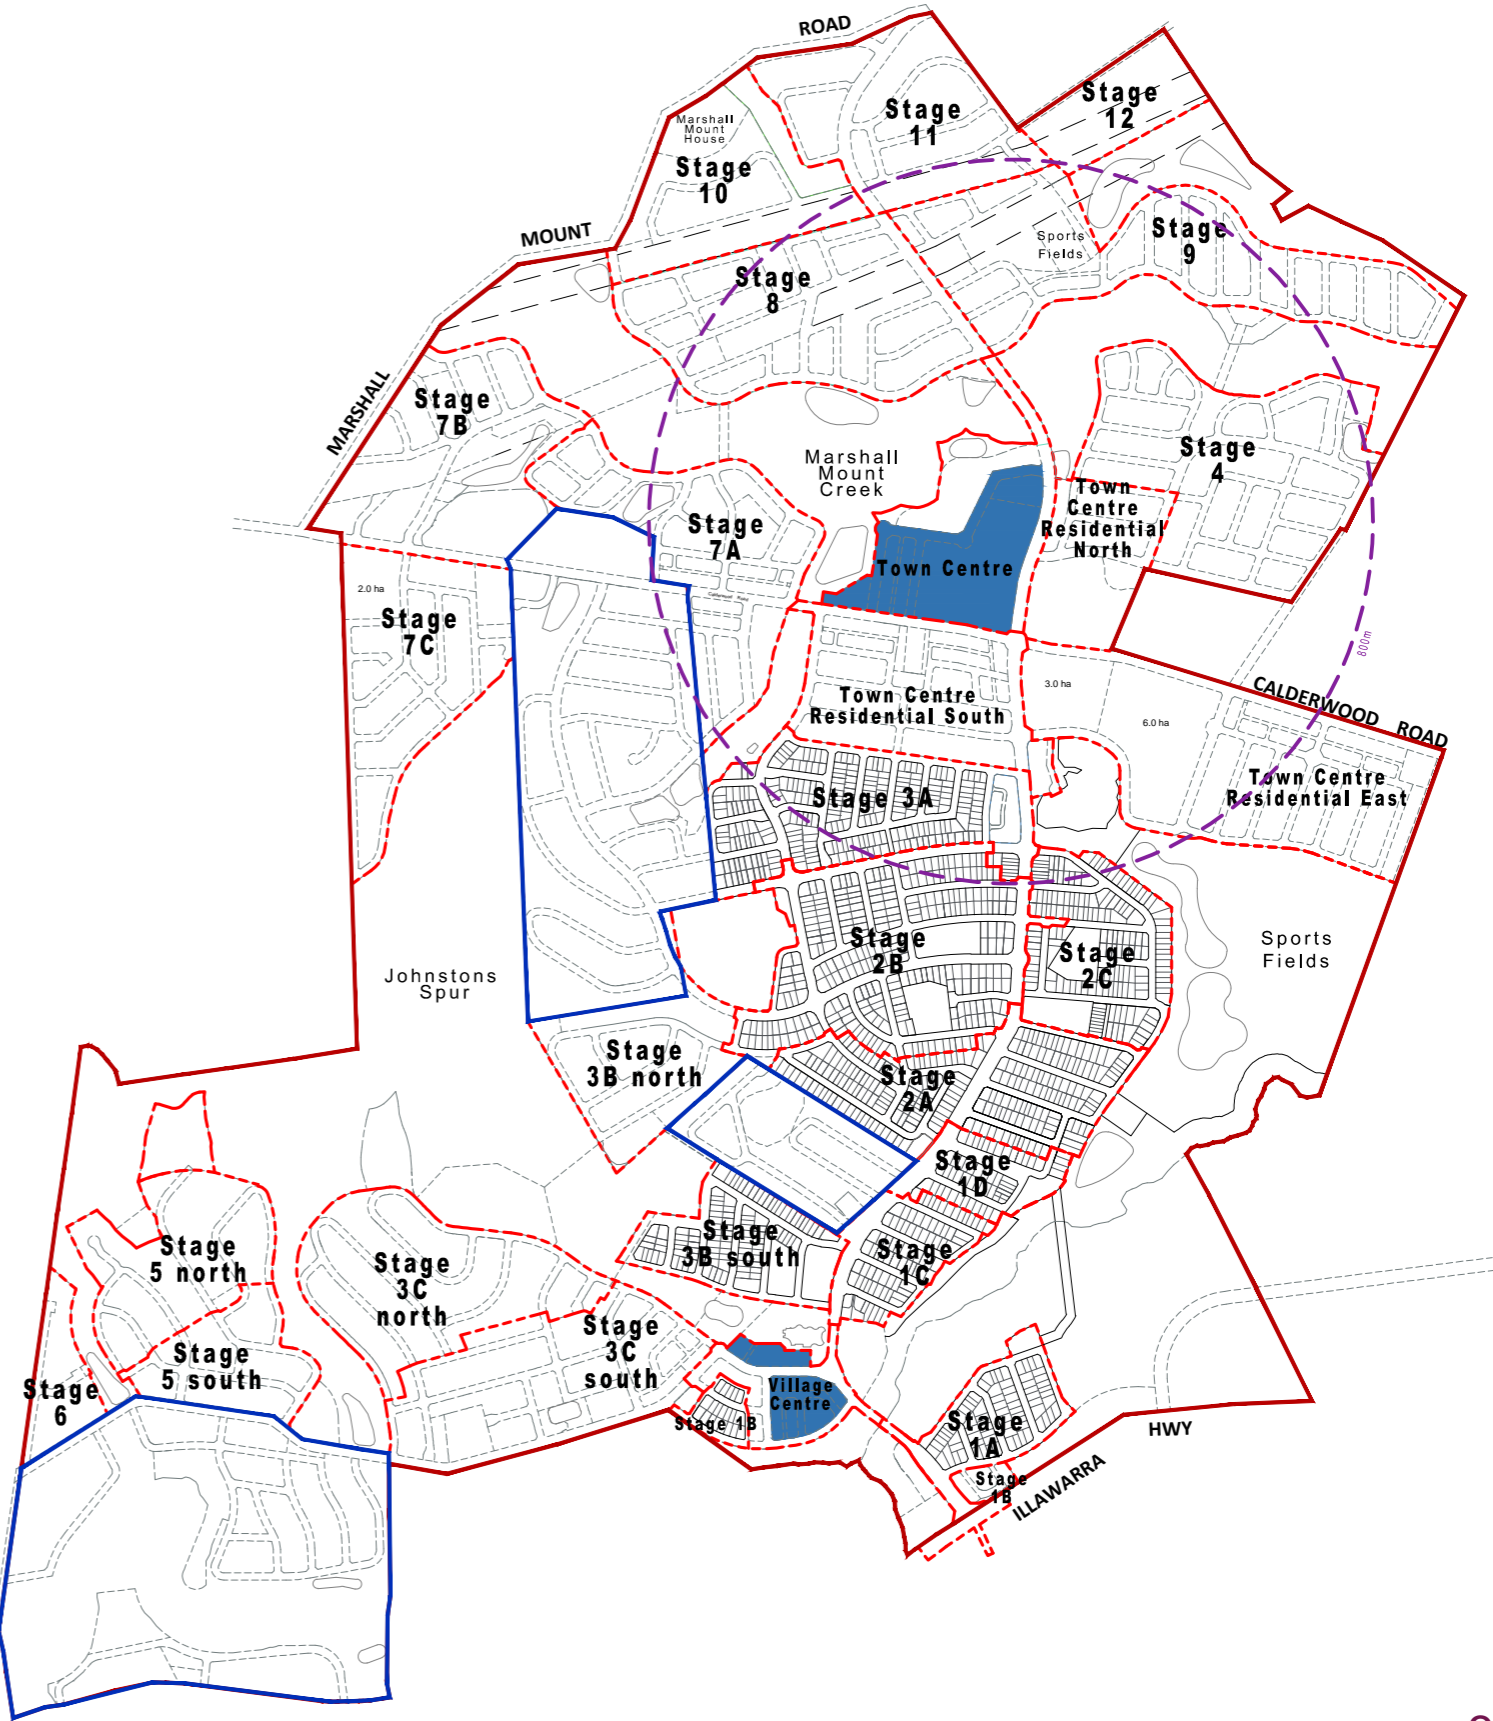 ROAD
Stage
12
Stage
11
Marshall
Mount
House
Stage
10
MOUNT
Sports
Fields
Stage
9
Stage
8
MARSHALL
Stage
7B
Marshall
Mount
Creek
Stage
4
Town
Centre
Residential
North
Stage
7A
Town Centre
2.0 ha
Stage
7C
Calderwood Road
800m
3.0 ha
6.0 ha
CALDERWOOD ROAD
Town Centre
Residential South
Town Centre
Residential East
Stage 3A
Stage
2B
Stage
2C
Sports
Fields
Johnstons
Spur
Stage
3B north
Stage
2A
Stage
1D
Stage
3B south
Stage
1C
Stage
5 north
Stage
3C
north
Stage
3C
south
Stage
5 south
Stage
6
Village
Centre
Stage 1B
Stage
1A
Stage
1B
ILLAWARRA
HWY